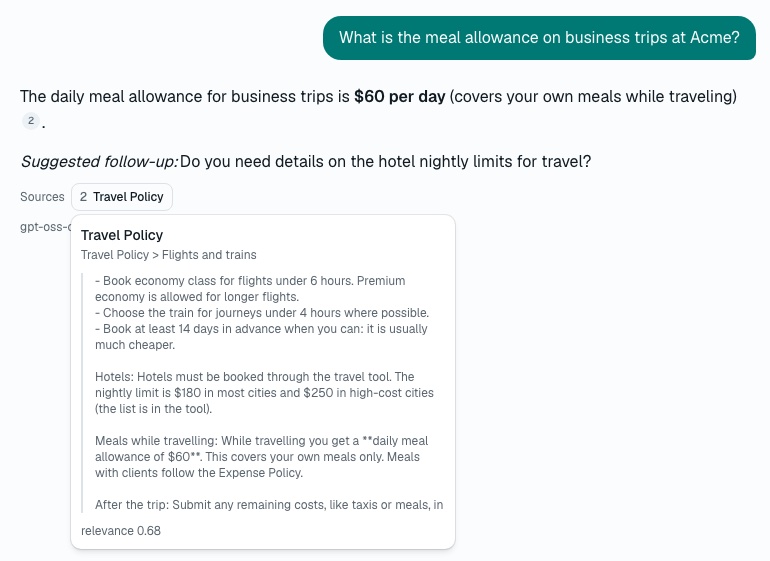 What is the meal allowance on business trips at Acme?
The daily meal allowance for business trips is $60 per day (covers your own meals while traveling)
2 .
Suggested follow-up: Do you need details on the hotel nightly limits for travel?
Sources 2 Travel Policy
gpt-oss-
Travel Policy
Travel Policy > Flights and trains
- Book economy class for flights under 6 hours. Premium
economy is allowed for longer flights.
- Choose the train for journeys under 4 hours where possible.
- Book at least 14 days in advance when you can: it is usually
much cheaper.
Hotels: Hotels must be booked through the travel tool. The
nightly limit is $180 in most cities and $250 in high-cost cities
(the list is in the tool).
Meals while travelling: While travelling you get a **daily meal
allowance of $60**. This covers your own meals only. Meals
with clients follow the Expense Policy.
After the trip: Submit any remaining costs, like taxis or meals, in
relevance 0.68